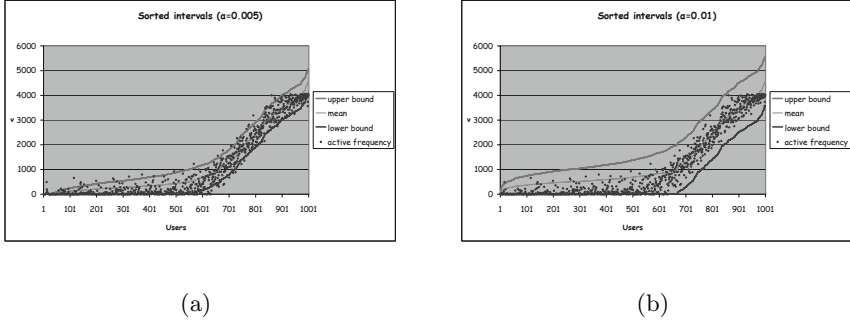 Sorted intervals (a=0.005)
6000
5000
4000
3000
2000
1000
0
v
1 101 201 301 401 501 601 701 801 901 1001
Users
upper bound
mean
lower bound
active frequency
(a)
Sorted intervals (a=0.01)
6000
5000
4000
3000
2000
1000
0
v
1 101 201 301 401 501 601 701 801 901 1001
Users
upper bound
mean
lower bound
active frequency
(b)